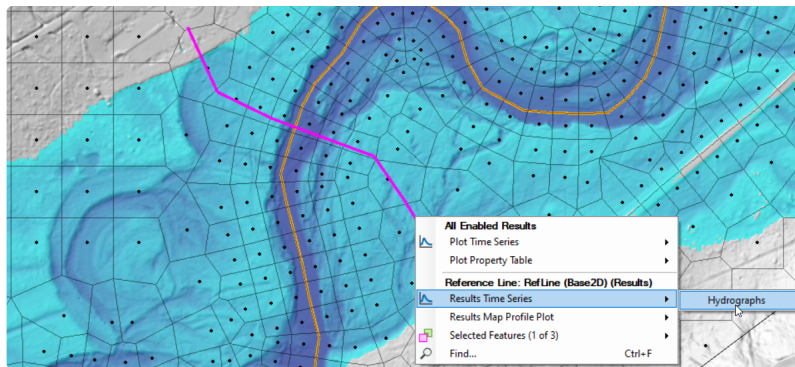 All Enabled Results
Plot Time Series
Plot Property Table
Reference Line: RefLine (Base2D) (Results)
Results Time Series
Hydrographs
Results Map Profile Plot
Selected Features (1 of 3)
Find... Ctrl+F